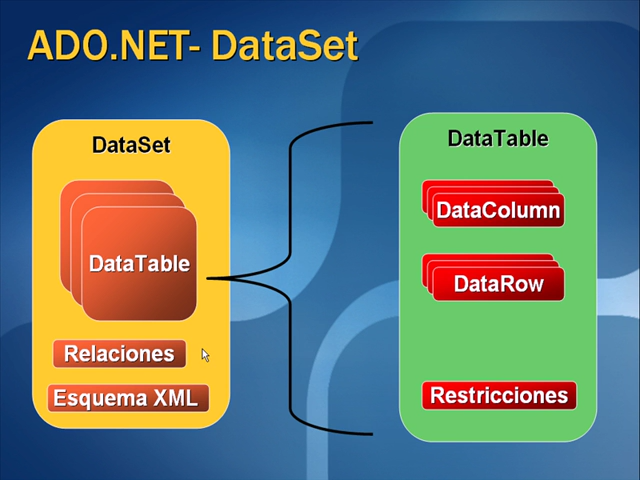 ADO.NET- DataSet
DataSet
DataTable
Relaciones
Esquema XML
DataTable
DataColumn
DataRow
Restricciones